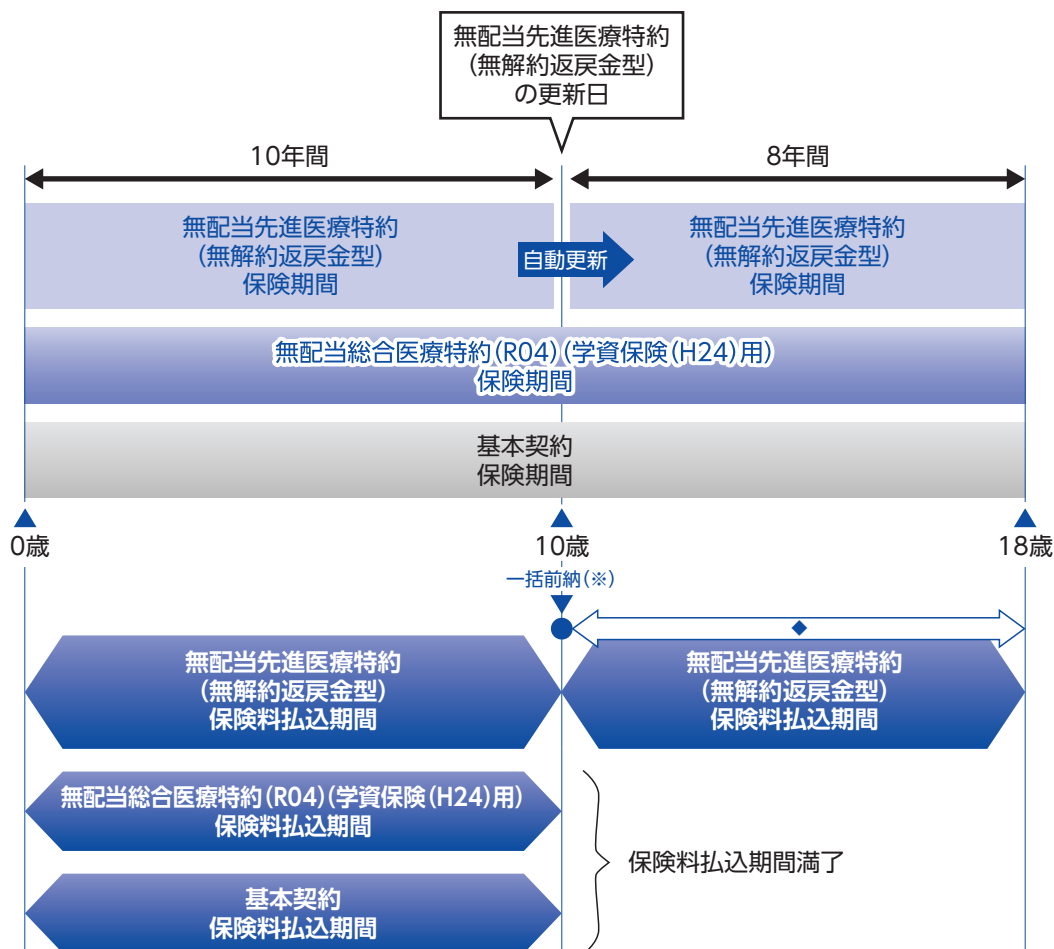 無配当先進医療特約
(無解約返戻金型)
の更新日
10年間
8年間
無配当先進医療特約
(無解約返戻金型)
保険期間
自動更新
無配当先進医療特約
(無解約返戻金型)
保険期間
無配当総合医療特約(R04)(学資保険(H24)用)
保険期間
基本契約
保険期間
0歳
10歳
18歳
一括前納(※)
無配当先進医療特約
(無解約返戻金型)
保険料払込期間
無配当先進医療特約
(無解約返戻金型)
保険料払込期間
無配当総合医療特約(R04)(学資保険(H24)用)
保険料払込期間
保険料払込期間満了
基本契約
保険料払込期間